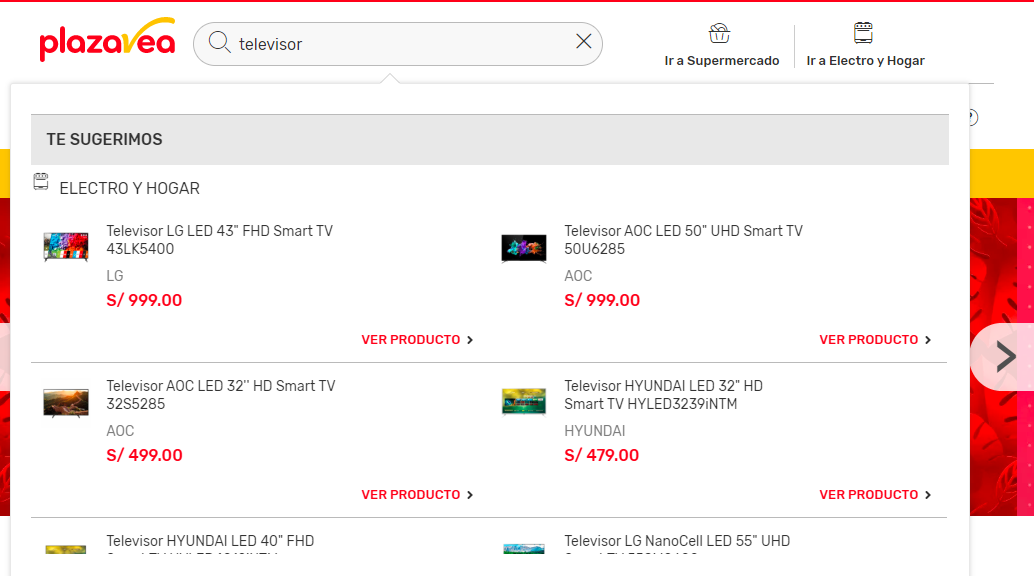 plazavea
televisor
Ir a Supermercado
Ir a Electro y Hogar
TE SUGERIMOS
ELECTRO Y HOGAR
Televisor LG LED 43" FHD Smart TV
43LK5400
LG
S/ 999.00
VER PRODUCTO
Televisor AOC LED 50" UHD Smart TV
50U6285
AOC
S/ 999.00
VER PRODUCTO
Televisor AOC LED 32'' HD Smart TV
32S5285
AOC
S/ 499.00
VER PRODUCTO
Televisor HYUNDAI LED 32" HD
Smart TV HYLED3239iNTM
HYUNDAI
S/ 479.00
VER PRODUCTO
Televisor HYUNDAI LED 40" FHD
Televisor LG NanoCell LED 55" UHD